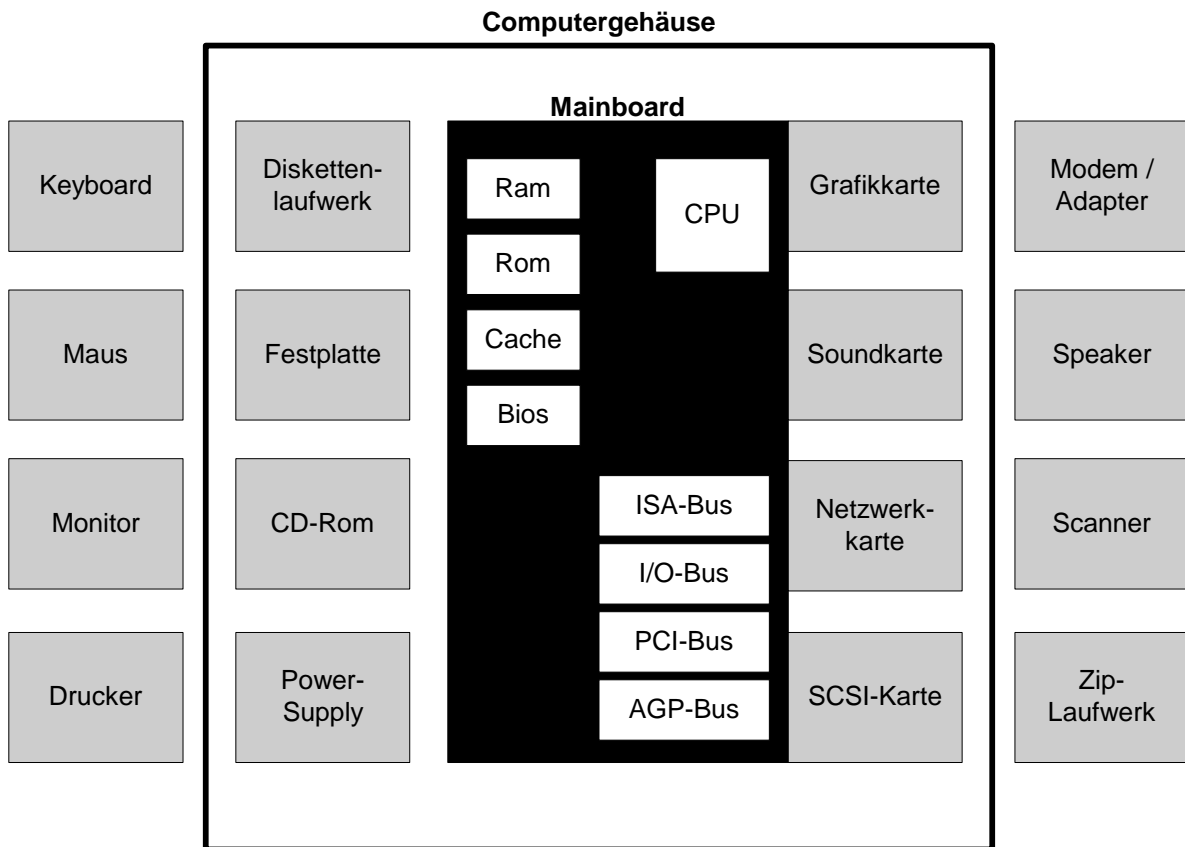 Computergehäuse
Mainboard
Keyboard
Maus
Monitor
Drucker
Disketten-
laufwerk
Festplatte
CD-Rom
Power-
Supply
Ram
Rom
Cache
Bios
CPU
ISA-Bus
I/O-Bus
PCI-Bus
AGP-Bus
Grafikkarte
Soundkarte
Netzwerk-
karte
SCSI-Karte
Modem /
Adapter
Speaker
Scanner
Zip-
Laufwerk